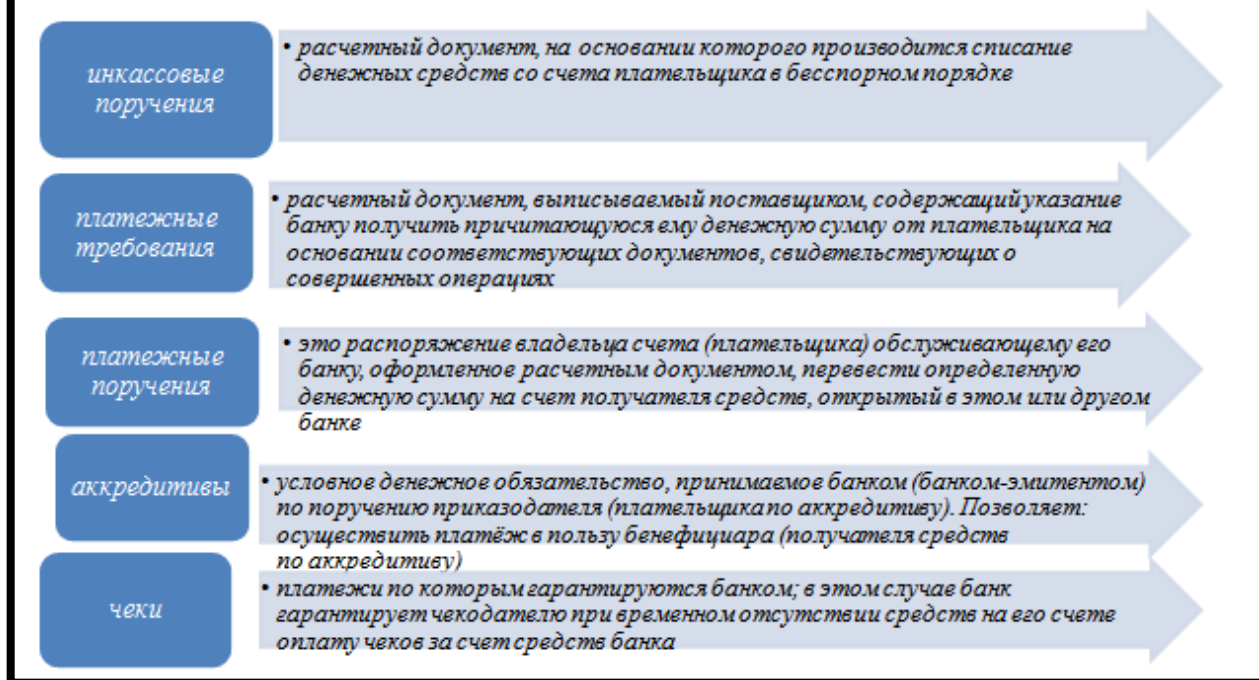 инкассовые
поручения
• расчетный документ, на основании которого производится списание
денежных средств со счета плательщика в бесспорном порядке
платежные
требования
• расчетный документ, выписываемый поставщиком, содержащий указание
банку получить причитающуюся ему денежную сумму от плательщика на
основании соответствующих документов, свидетельствующих о
совершенных операциях
платежные
поручения
• это распоряжение владельца счета (плательщика) обслуживающему его
банку, оформленное расчетным документом, перевести определенную
денежную сумму на счет получателя средств, открытый в этом или другом
банке
аккредитивы
• условное денежное обязательство, принимаемое банком (банком-эмитентом)
по поручению приказодателя (плательщика по аккредитиву). Позволяет:
осуществить платёж в пользу бенефициара (получателя средств
по аккредитиву)
чеки
• платежи по которым гарантируются банком; в этом случае банк
гарантирует чекодателю при временном отсутствии средств на его счете
оплату чеков за счет средств банка